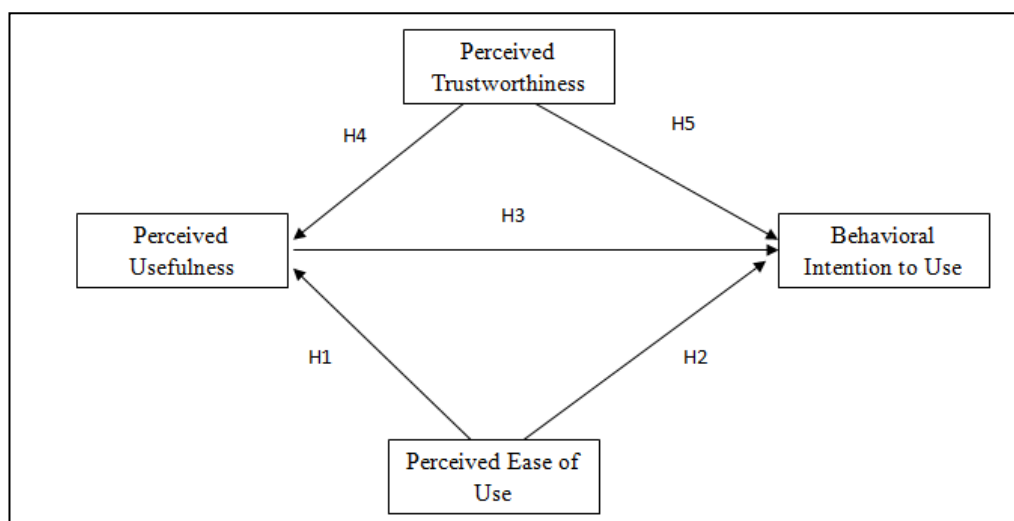 Perceived
Trustworthiness
H4
H5
H3
Perceived
Usefulness
Behavioral
Intention to Use
H1
H2
Perceived Ease of
Use